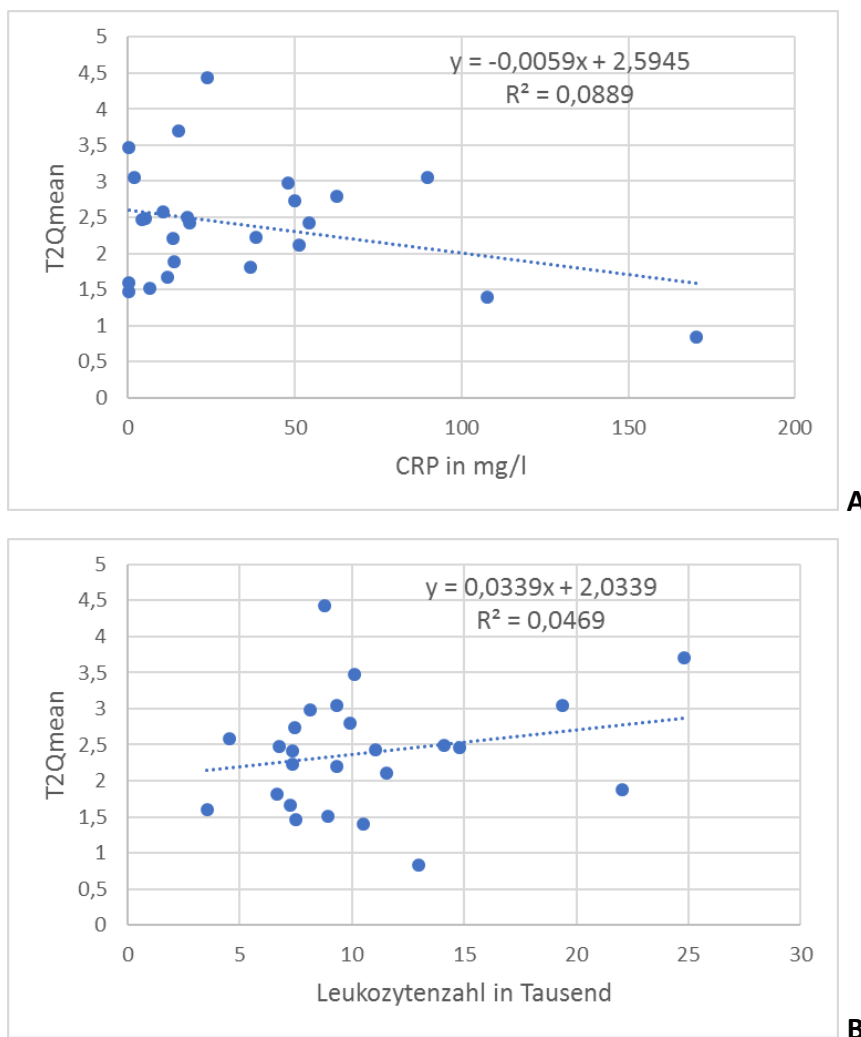 5
4,5
4
3,5
3
2,5
2
1,5
1
0,5
0
T2Qmean
y = -0,0059x + 2,5945
R² = 0,0889
0 50 100 150 200
CRP in mg/l
A
5
4,5
4
3,5
3
2,5
2
1,5
1
0,5
0
T2Qmean
y = 0,0339x + 2,0339
R² = 0,0469
0 5 10 15 20 25 30
Leukozytenzahl in Tausend
B